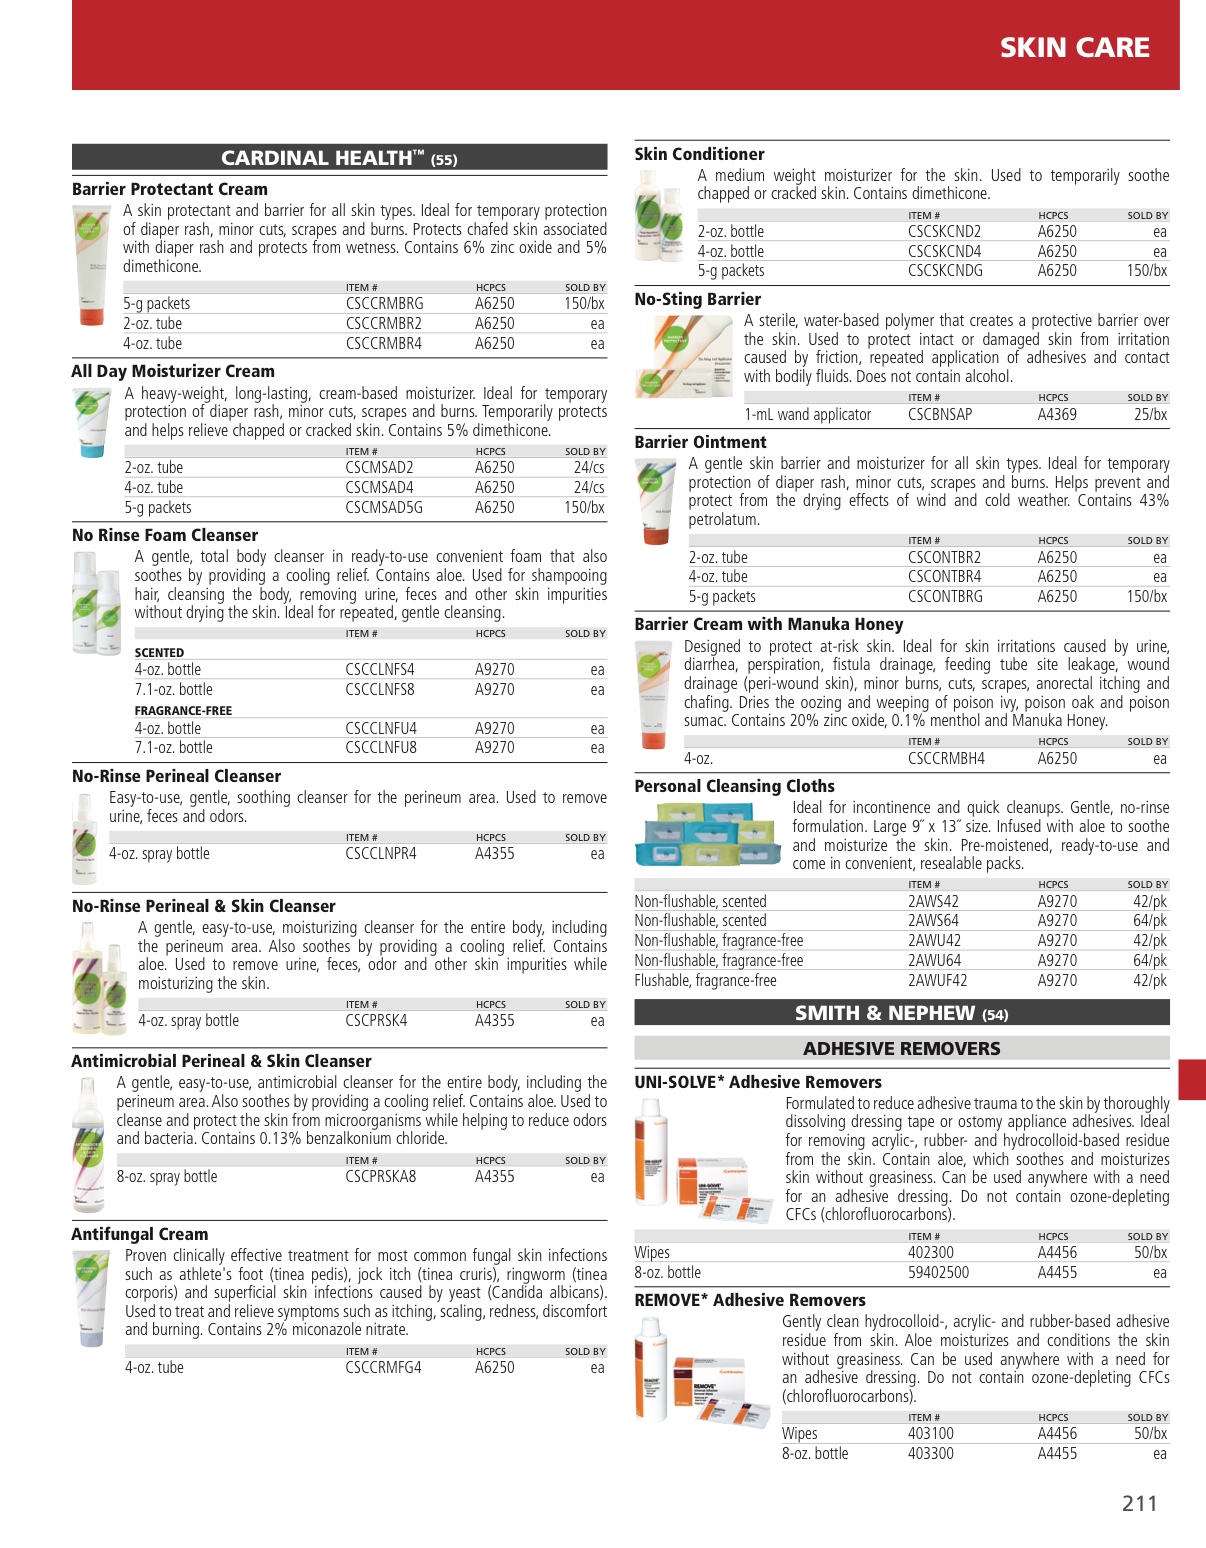 SKIN CARE
CARDINAL HEALTH™ (55)
Barrier Protectant Cream
A skin protectant and barrier for all skin types. Ideal for temporary protection
of diaper rash, minor cuts, scrapes and burns. Protects chafed skin associated
with diaper rash and protects from wetness. Contains 6% zinc oxide and 5%
dimethicone.
ITEM # HCPCS SOLD BY
5-g packets CSCCRMBRG A6250 150/bx
2-oz. tube CSCCRMBR2 A6250 ea
4-oz. tube CSCCRMBR4 A6250 ea
All Day Moisturizer Cream
A heavy-weight, long-lasting, cream-based moisturizer. Ideal for temporary
protection of diaper rash, minor cuts, scrapes and burns. Temporarily protects
and helps relieve chapped or cracked skin. Contains 5% dimethicone.
ITEM # HCPCS SOLD BY
2-oz. tube CSCMSAD2 A6250 24/cs
4-oz. tube CSCMSAD4 A6250 24/cs
5-g packets CSCMSAD5G A6250 150/bx
No Rinse Foam Cleanser
A gentle, total body cleanser in ready-to-use convenient foam that also
soothes by providing a cooling relief. Contains aloe. Used for shampooing
hair, cleansing the body, removing urine, feces and other skin impurities
without drying the skin. Ideal for repeated, gentle cleansing.
ITEM # HCPCS SOLD BY
SCENTED
4-oz. bottle CSCCLNFS4 A9270 ea
7.1-oz. bottle CSCCLNFS8 A9270 ea
FRAGRANCE-FREE
4-oz. bottle CSCCLNFU4 A9270 ea
7.1-oz. bottle CSCCLNFU8 A9270 ea
No-Rinse Perineal Cleanser
Easy-to-use, gentle, soothing cleanser for the perineum area. Used to remove
urine, feces and odors.
ITEM # HCPCS SOLD BY
4-oz. spray bottle CSCCLNPR4 A4355 ea
No-Rinse Perineal & Skin Cleanser
A gentle, easy-to-use, moisturizing cleanser for the entire body, including
the perineum area. Also soothes by providing a cooling relief. Contains
aloe. Used to remove urine, feces, odor and other skin impurities while
moisturizing the skin.
ITEM # HCPCS SOLD BY
4-oz. spray bottle CSCPRSK4 A4355 ea
Antimicrobial Perineal & Skin Cleanser
A gentle, easy-to-use, antimicrobial cleanser for the entire body, including the
perineum area. Also soothes by providing a cooling relief. Contains aloe. Used to
cleanse and protect the skin from microorganisms while helping to reduce odors
and bacteria. Contains 0.13% benzalkonium chloride.
ITEM # HCPCS SOLD BY
8-oz. spray bottle CSCPRSKA8 A4355 ea
Antifungal Cream
Proven clinically effective treatment for most common fungal skin infections
such as athlete's foot (tinea pedis), jock itch (tinea cruris), ringworm (tinea
corporis) and superficial skin infections caused by yeast (Candida albicans).
Used to treat and relieve symptoms such as itching, scaling, redness, discomfort
and burning. Contains 2% miconazole nitrate.
ITEM # HCPCS SOLD BY
4-oz. tube CSCCRMFG4 A6250 ea
Skin Conditioner
A medium weight moisturizer for the skin. Used to temporarily soothe
chapped or cracked skin. Contains dimethicone.
ITEM # HCPCS SOLD BY
2-oz. bottle CSCSKCND2 A6250 ea
4-oz. bottle CSCSKCND4 A6250 ea
5-g packets CSCSKCNDG A6250 150/bx
No-Sting Barrier
A sterile, water-based polymer that creates a protective barrier over
the skin. Used to protect intact or damaged skin from irritation
caused by friction, repeated application of adhesives and contact
with bodily fluids. Does not contain alcohol.
ITEM # HCPCS SOLD BY
1-mL wand applicator CSCBNSAP A4369 25/bx
Barrier Ointment
A gentle skin barrier and moisturizer for all skin types. Ideal for temporary
protection of diaper rash, minor cuts, scrapes and burns. Helps prevent and
protect from the drying effects of wind and cold weather. Contains 43%
petrolatum.
ITEM # HCPCS SOLD BY
2-oz. tube CSCONTBR2 A6250 ea
4-oz. tube CSCONTBR4 A6250 ea
5-g packets CSCONTBRG A6250 150/bx
Barrier Cream with Manuka Honey
Designed to protect at-risk skin. Ideal for skin irritations caused by urine,
diarrhea, perspiration, fistula drainage, feeding tube site leakage, wound
drainage (peri-wound skin), minor burns, cuts, scrapes, anorectal itching and
chafing. Dries the oozing and weeping of poison ivy, poison oak and poison
sumac. Contains 20% zinc oxide, 0.1% menthol and Manuka Honey.
ITEM # HCPCS SOLD BY
4-oz. CSCCRMBH4 A6250 ea
Personal Cleansing Cloths
Ideal for incontinence and quick cleanups. Gentle, no-rinse
formulation. Large 9˝ x 13˝ size. Infused with aloe to soothe
and moisturize the skin. Pre-moistened, ready-to-use and
come in convenient, resealable packs.
ITEM # HCPCS SOLD BY
Non-flushable, scented 2AWS42 A9270 42/pk
Non-flushable, scented 2AWS64 A9270 64/pk
Non-flushable, fragrance-free 2AWU42 A9270 42/pk
Non-flushable, fragrance-free 2AWU64 A9270 64/pk
Flushable, fragrance-free 2AWUF42 A9270 42/pk
SMITH & NEPHEW (54)
ADHESIVE REMOVERS
UNI-SOLVE* Adhesive Removers
Formulated to reduce adhesive trauma to the skin by thoroughly
dissolving dressing tape or ostomy appliance adhesives. Ideal
for removing acrylic-, rubber- and hydrocolloid-based residue
from the skin. Contain aloe, which soothes and moisturizes
skin without greasiness. Can be used anywhere with a need
for an adhesive dressing. Do not contain ozone-depleting
CFCs (chlorofluorocarbons).
ITEM # HCPCS SOLD BY
Wipes 402300 A4456 50/bx
8-oz. bottle 59402500 A4455 ea
REMOVE* Adhesive Removers
Gently clean hydrocolloid-, acrylic- and rubber-based adhesive
residue from skin. Aloe moisturizes and conditions the skin
without greasiness. Can be used anywhere with a need for
an adhesive dressing. Do not contain ozone-depleting CFCs
(chlorofluorocarbons).
ITEM # HCPCS SOLD BY
Wipes 403100 A4456 50/bx
8-oz. bottle 403300 A4455 ea
211